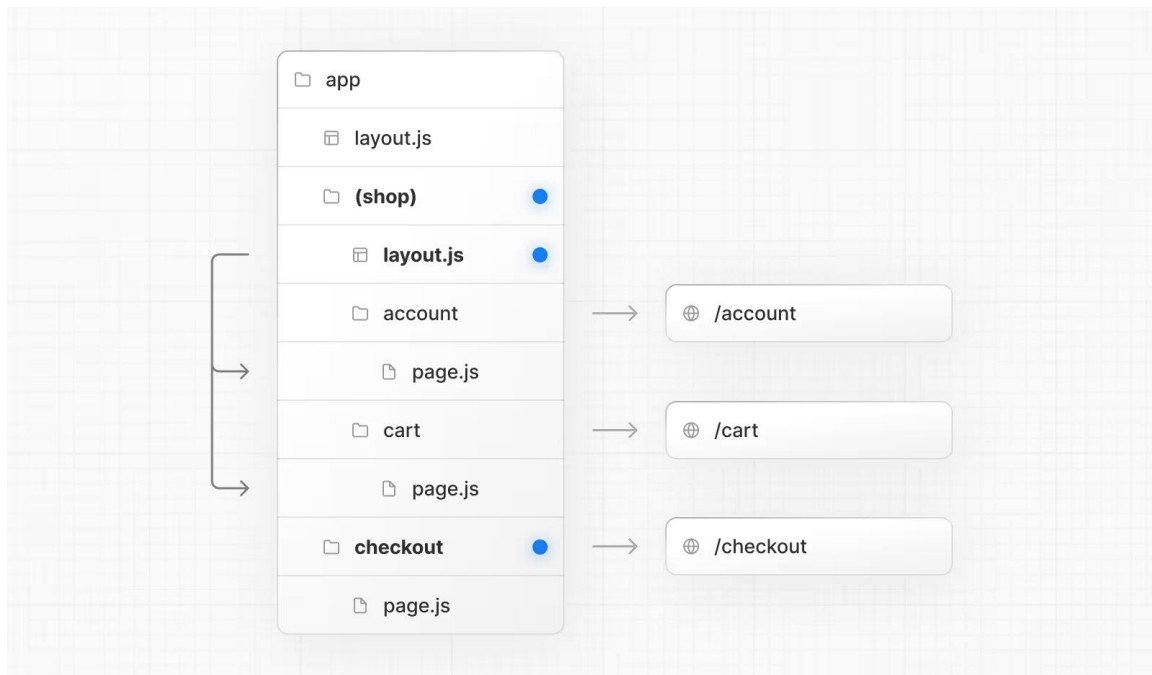 app
layout.js
(shop)
layout.js
account
/account
page.js
cart
/cart
page.js
checkout
/checkout
page.js